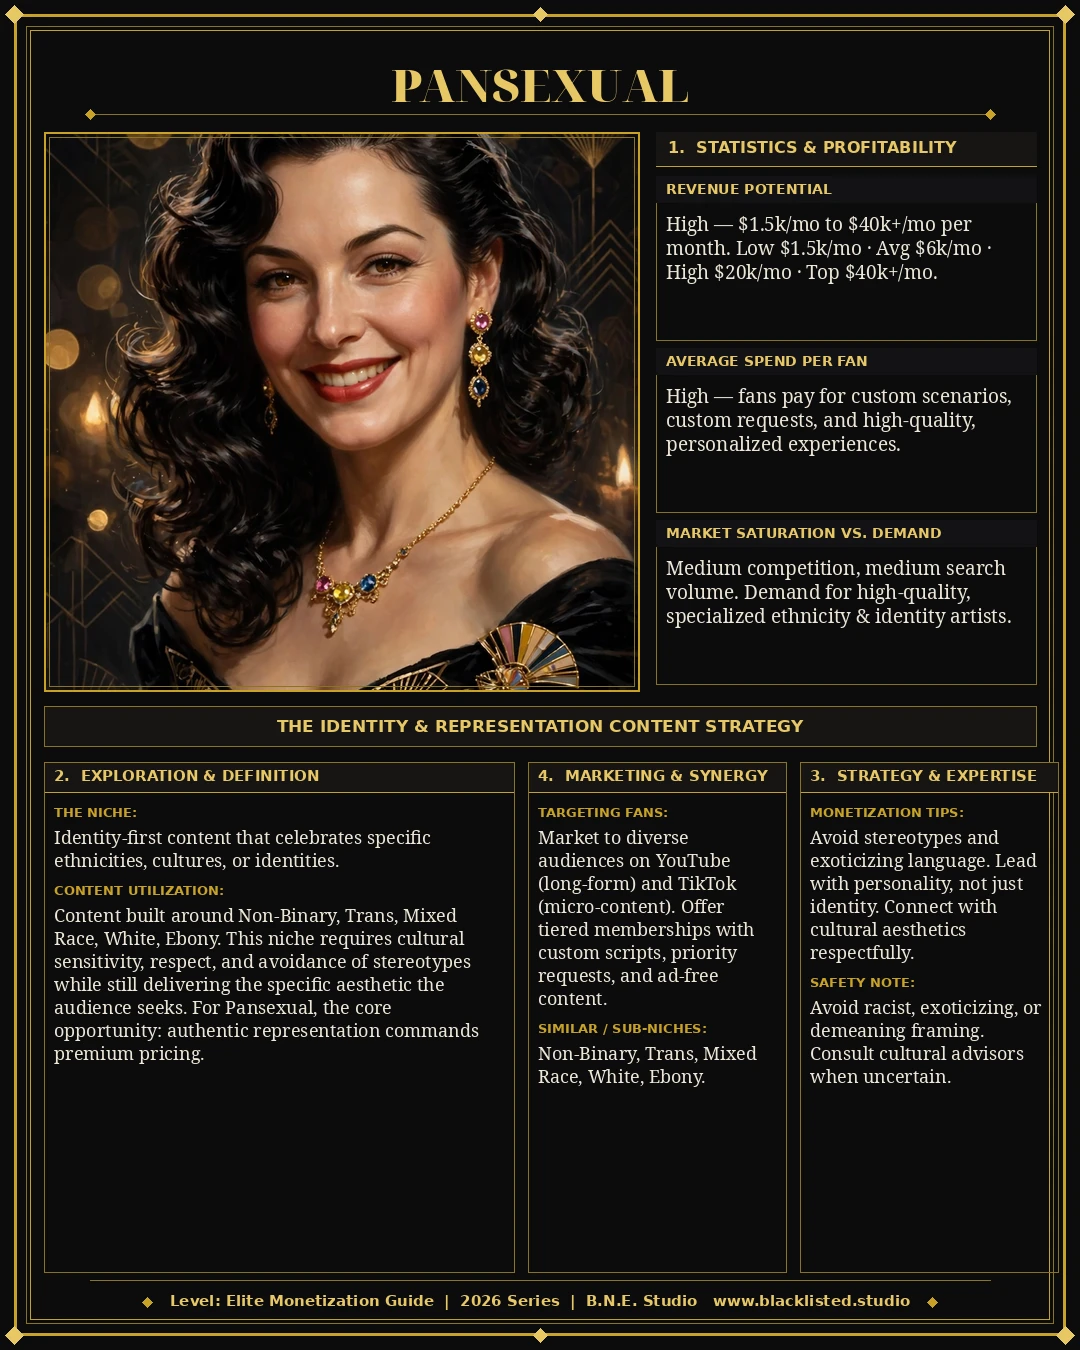 PANSEXUAL
1. STATISTICS & PROFITABILITY
REVENUE POTENTIAL
High — $1.5k/mo to $40k+/mo per
month. Low $1.5k/mo · Avg $6k/mo ·
High $20k/mo · Top $40k+/mo.
AVERAGE SPEND PER FAN
High — fans pay for custom scenarios,
custom requests, and high-quality,
personalized experiences.
MARKET SATURATION VS. DEMAND
Medium competition, medium search
volume. Demand for high-quality,
specialized ethnicity & identity artists.
THE IDENTITY & REPRESENTATION CONTENT STRATEGY
2. EXPLORATION & DEFINITION
THE NICHE:
Identity-first content that celebrates specific
ethnicities, cultures, or identities.
CONTENT UTILIZATION:
Content built around Non-Binary, Trans, Mixed
Race, White, Ebony. This niche requires cultural
sensitivity, respect, and avoidance of stereotypes
while still delivering the specific aesthetic the
audience seeks. For Pansexual, the core
opportunity: authentic representation commands
premium pricing.
4. MARKETING & SYNERGY
TARGETING FANS:
Market to diverse
audiences on YouTube
(long-form) and TikTok
(micro-content). Offer
tiered memberships with
custom scripts, priority
requests, and ad-free
content.
SIMILAR / SUB-NICHES:
Non-Binary, Trans, Mixed
Race, White, Ebony.
3. STRATEGY & EXPERTISE
MONETIZATION TIPS:
Avoid stereotypes and
exoticizing language. Lead
with personality, not just
identity. Connect with
cultural aesthetics
respectfully.
SAFETY NOTE:
Avoid racist, exoticizing, or
demeaning framing.
Consult cultural advisors
when uncertain.
Level: Elite Monetization Guide | 2026 Series | B.N.E. Studio www.blacklisted.studio